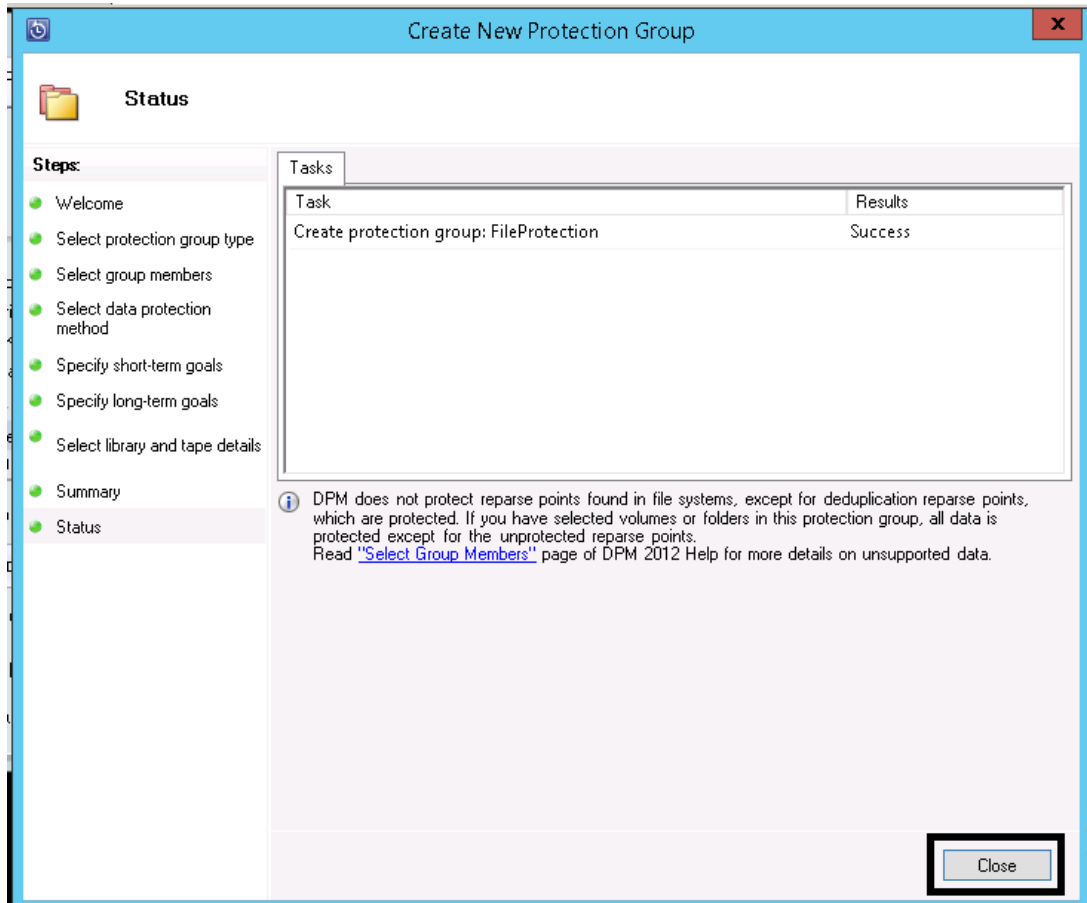 Create New Protection Group
x
Status
Steps:
Welcome
Select protection group type
Select group members
Select data protection
method
Specify short-term goals
Specify long-term goals
Select library and tape details
Summary
Status
Tasks
Task Results
Create protection group: FileProtection Success
DPM does not protect reparse points found in file systems, except for deduplication reparse points,
which are protected. If you have selected volumes or folders in this protection group, all data is
protected except for the unprotected reparse points.
Read "Select Group Members" page of DPM 2012 Help for more details on unsupported data.
Close